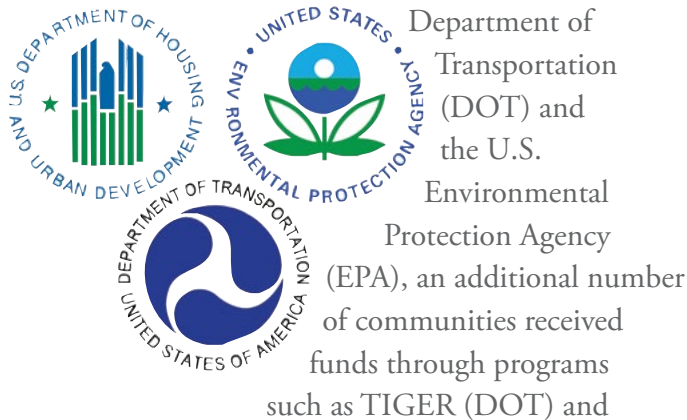 U.S. DEPARTMENT OF HOUSING
AND URBAN DEVELOPMENT
UNITED STATES
ENV RONMENTAL PROTECTION AGENCY
DEPARTMENT OF TRANSPORTATION
UNITED STATES OF AMERICA
Department of
Transportation
(DOT) and
the U.S.
Environmental
Protection Agency
(EPA), an additional number
of communities received
funds through programs
such as TIGER (DOT) and